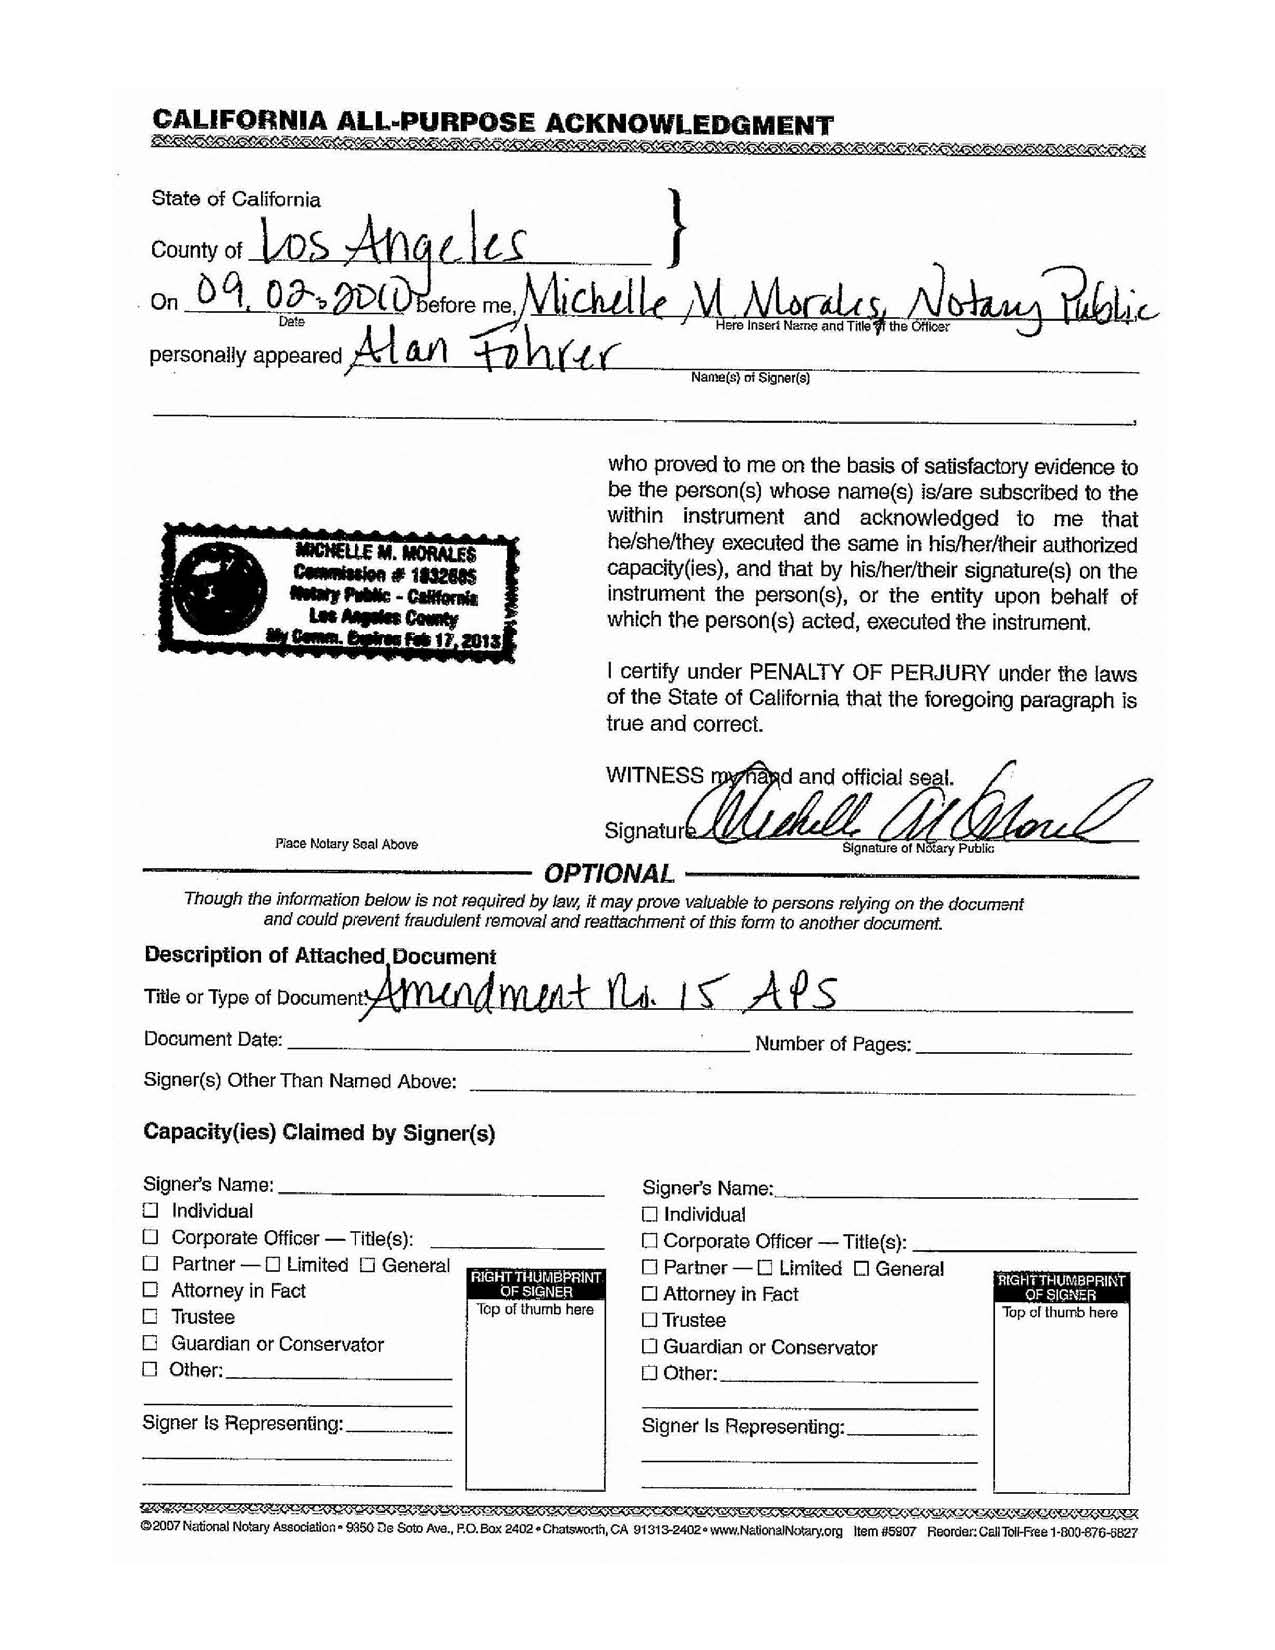 CALIFORNIA ALL-PURPOSE ACKNOWLEDGMENT
State of California
County of Los Angeles }
On 09.02.2010 before me, Michelle M Morales, Notary Public
Date
Here Insert Name and Title of the Officer
personally appeared Alan Fohrer
Name(s) of Signer(s)
who proved to me on the basis of satisfactory evidence to
be the person(s) whose name(s) is/are subscribed to the
within instrument and acknowledged to me that
he/she/they executed the same in his/her/their authorized
capacity(ies), and that by his/her/their signature(s) on the
instrument the person(s), or the entity upon behalf of
which the person(s) acted, executed the instrument.
MICHELLE M. MORALES
Commission #
Notary Public - California
Los Angeles County
My Comm. Expires Feb 17, 2013
I certify under PENALTY OF PERJURY under the laws
of the State of California that the foregoing paragraph is
true and correct.
WITNESS my hand and official seal.
Signature Michelle M Morales
Place Notary Seal Above
Signature of Notary Public
OPTIONAL
Though the information below is not required by law, it may prove valuable to persons relying on the document
and could prevent fraudulent removal and reattachment of this form to another document.
Description of Attached Document
Title or Type of Document: Amendment No. 15 APS
Document Date: Number of Pages:
Signer(s) Other Than Named Above:
Capacity(ies) Claimed by Signer(s)
Signer's Name:
Individual
Corporate Officer — Title(s):
Partner — Limited General
Attorney in Fact
Trustee
Guardian or Conservator
Other:
Signer Is Representing:
RIGHT THUMBPRINT
OF SIGNER
Top of thumb here
Signer's Name:
Individual
Corporate Officer — Title(s):
Partner — Limited General
Attorney in Fact
Trustee
Guardian or Conservator
Other:
Signer Is Representing:
RIGHT THUMBPRINT
OF SIGNER
Top of thumb here
©2007 National Notary Association • 9350 De Soto Ave., P.O. Box 2402 • Chatsworth, CA 91313-2402 • www.NationalNotary.org Item #5907 Reorder: Call Toll-Free 1-800-876-6827